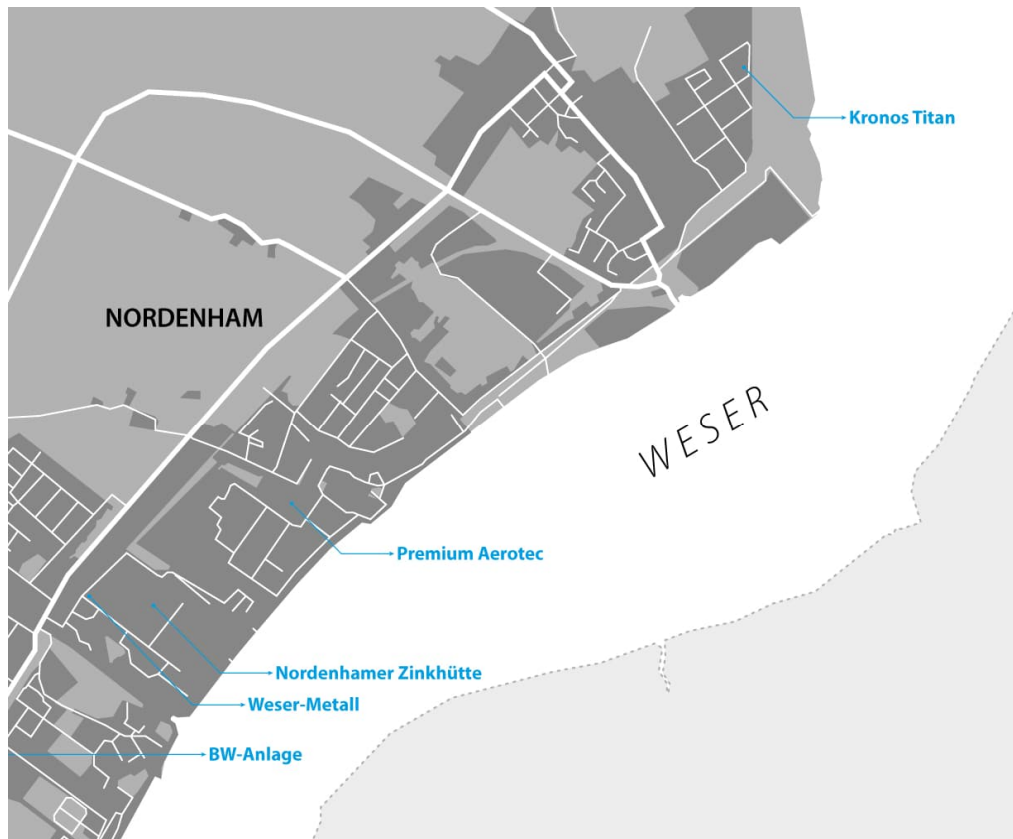 Kronos Titan
NORDENHAM
WESER
Premium Aerotec
Nordenhamer Zinkhütte
Weser-Metall
BW-Anlage